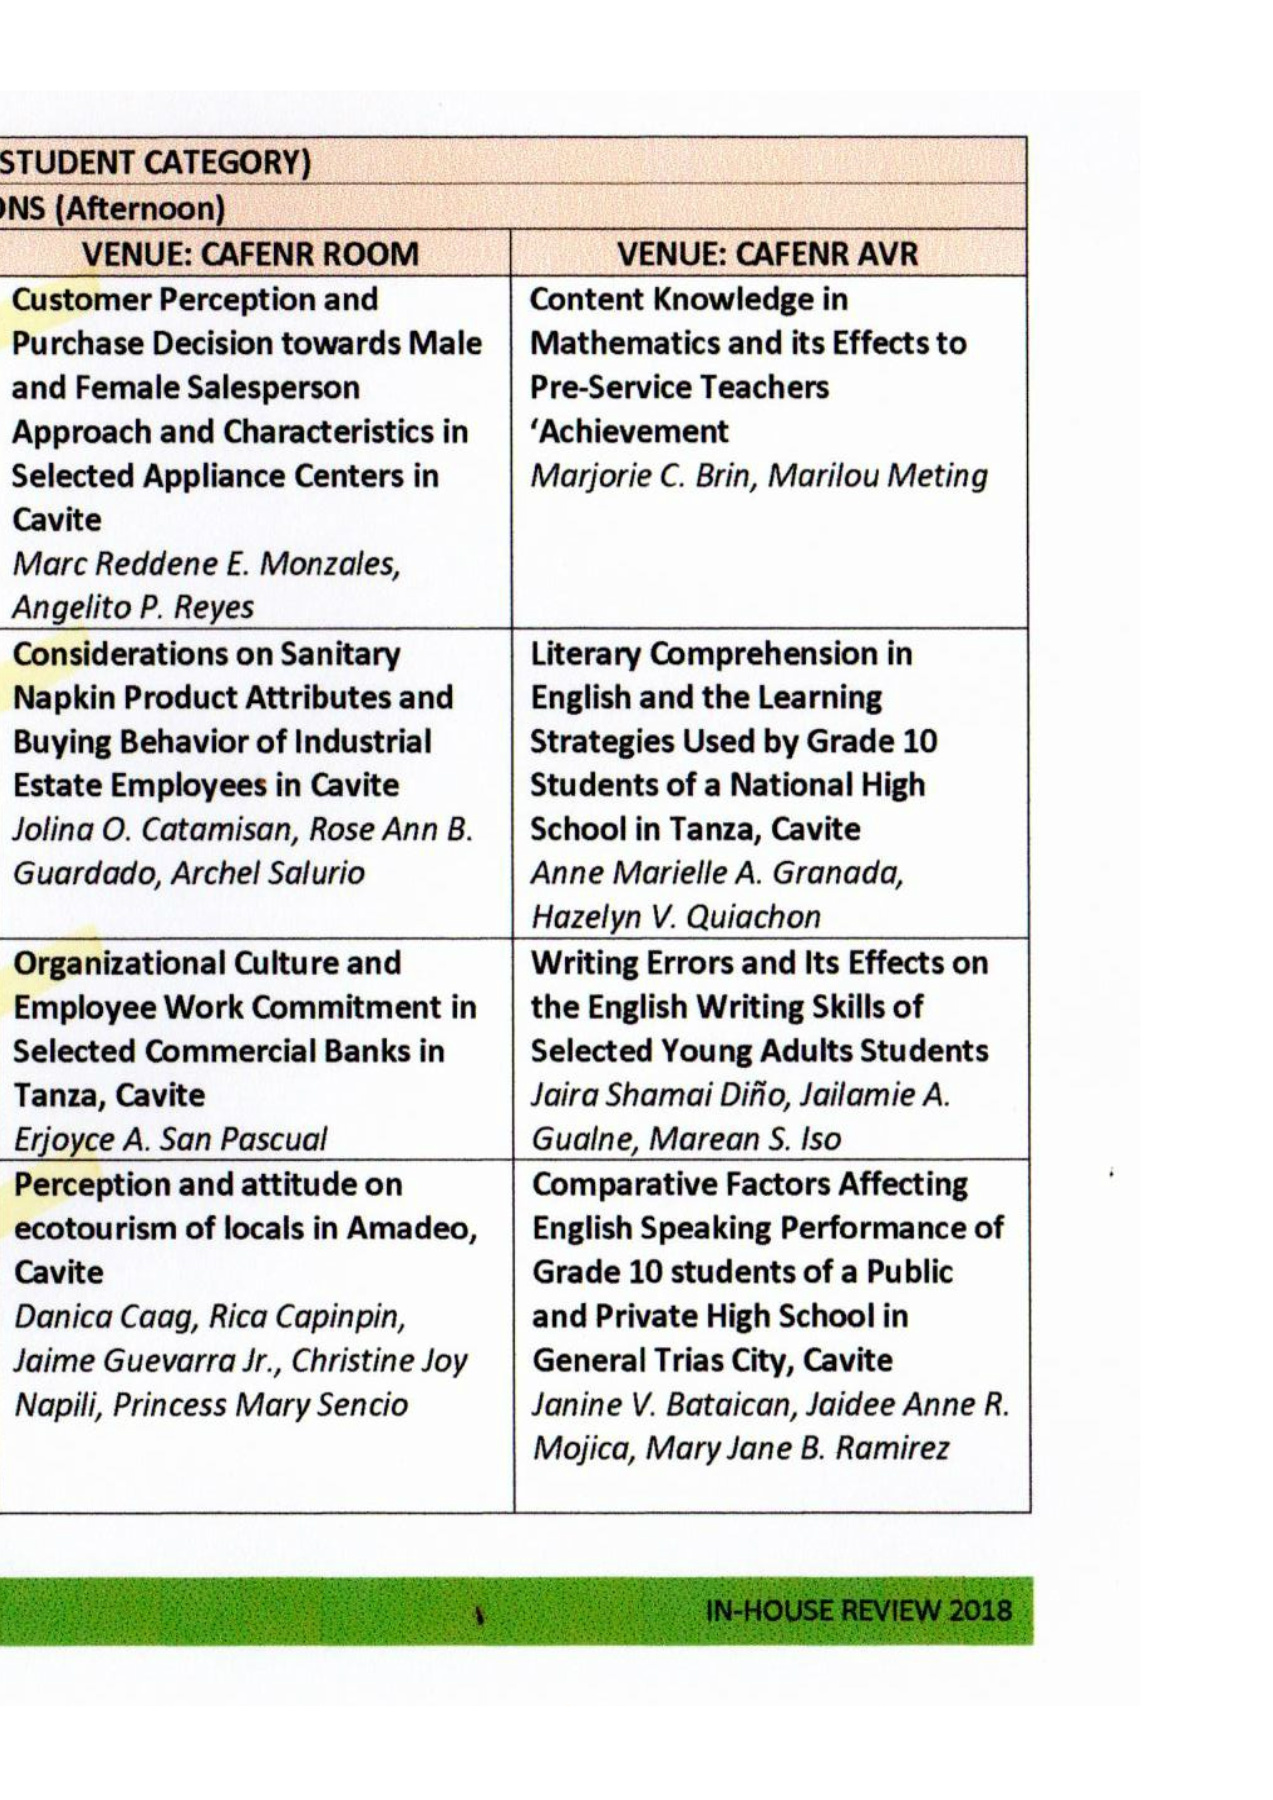 STUDENT CATEGORY)
ONS (Afternoon)
VENUE: CAFENR ROOM
Customer Perception and
Purchase Decision towards Male
and Female Salesperson
Approach and Characteristics in
Selected Appliance Centers in
Cavite
Marc Reddene E. Monzales,
Angelito P. Reyes
Considerations on Sanitary
Napkin Product Attributes and
Buying Behavior of Industrial
Estate Employees in Cavite
Jolina O. Catamisan, Rose Ann B.
Guardado, Archel Salurio
Organizational Culture and
Employee Work Commitment in
Selected Commercial Banks in
Tanza, Cavite
Erjoyce A. San Pascual
Perception and attitude on
ecotourism of locals in Amadeo,
Cavite
Danica Caag, Rica Capinpin,
Jaime Guevarra Jr., Christine Joy
Napili, Princess Mary Sencio
VENUE: CAFENR AVR
Content Knowledge in
Mathematics and its Effects to
Pre-Service Teachers
‘Achievement
Marjorie C. Brin, Marilou Meting
Literary Comprehension in
English and the Learning
Strategies Used by Grade 10
Students of a National High
School in Tanza, Cavite
Anne Marielle A. Granada,
Hazelyn V. Quiachon
Writing Errors and Its Effects on
the English Writing Skills of
Selected Young Adults Students
Jaira Shamai Diño, Jailamie A.
Gualne, Marean S. Iso
Comparative Factors Affecting
English Speaking Performance of
Grade 10 students of a Public
and Private High School in
General Trias City, Cavite
Janine V. Bataican, Jaidee Anne R.
Mojica, Mary Jane B. Ramirez
IN-HOUSE REVIEW 2018